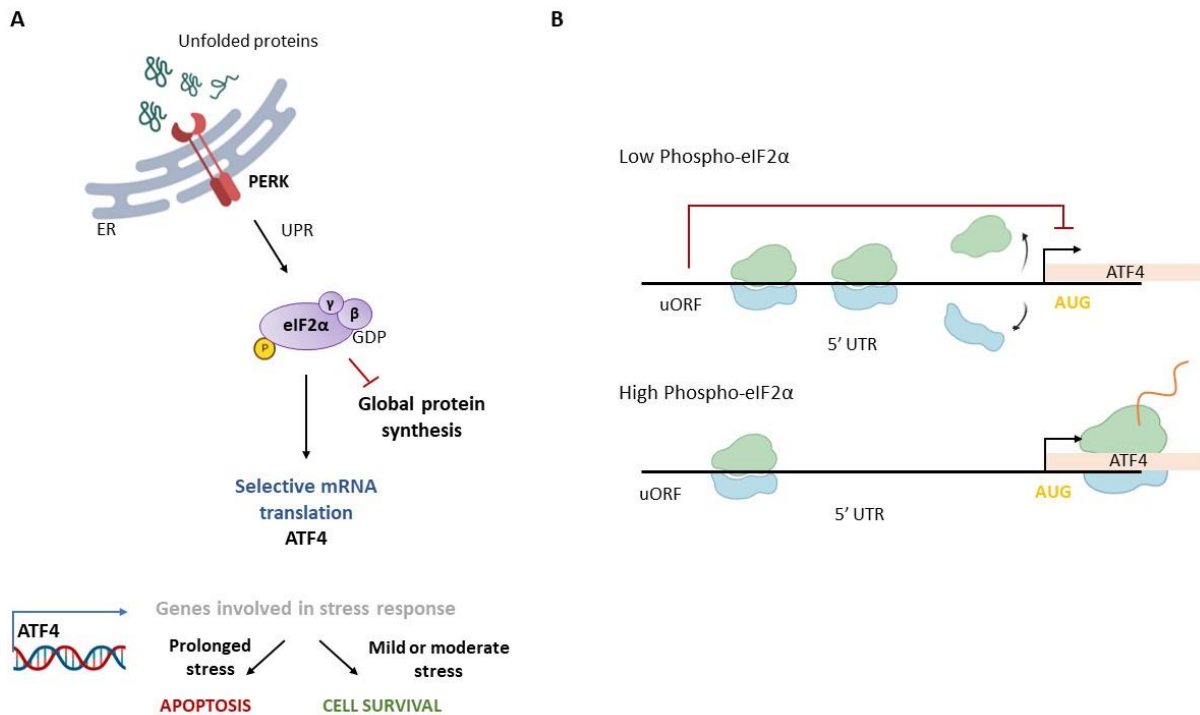 A
Unfolded proteins
PERK
ER
UPR
γ
eIF2α
β
GDP
P
Global protein
synthesis
Selective mRNA
translation
ATF4
Genes involved in stress response
ATF4
Prolonged
stress
Mild or moderate
stress
APOPTOSIS
CELL SURVIVAL
B
Low Phospho-eIF2α
ATF4
uORF
AUG
5' UTR
High Phospho-eIF2α
ATF4
uORF
AUG
5' UTR